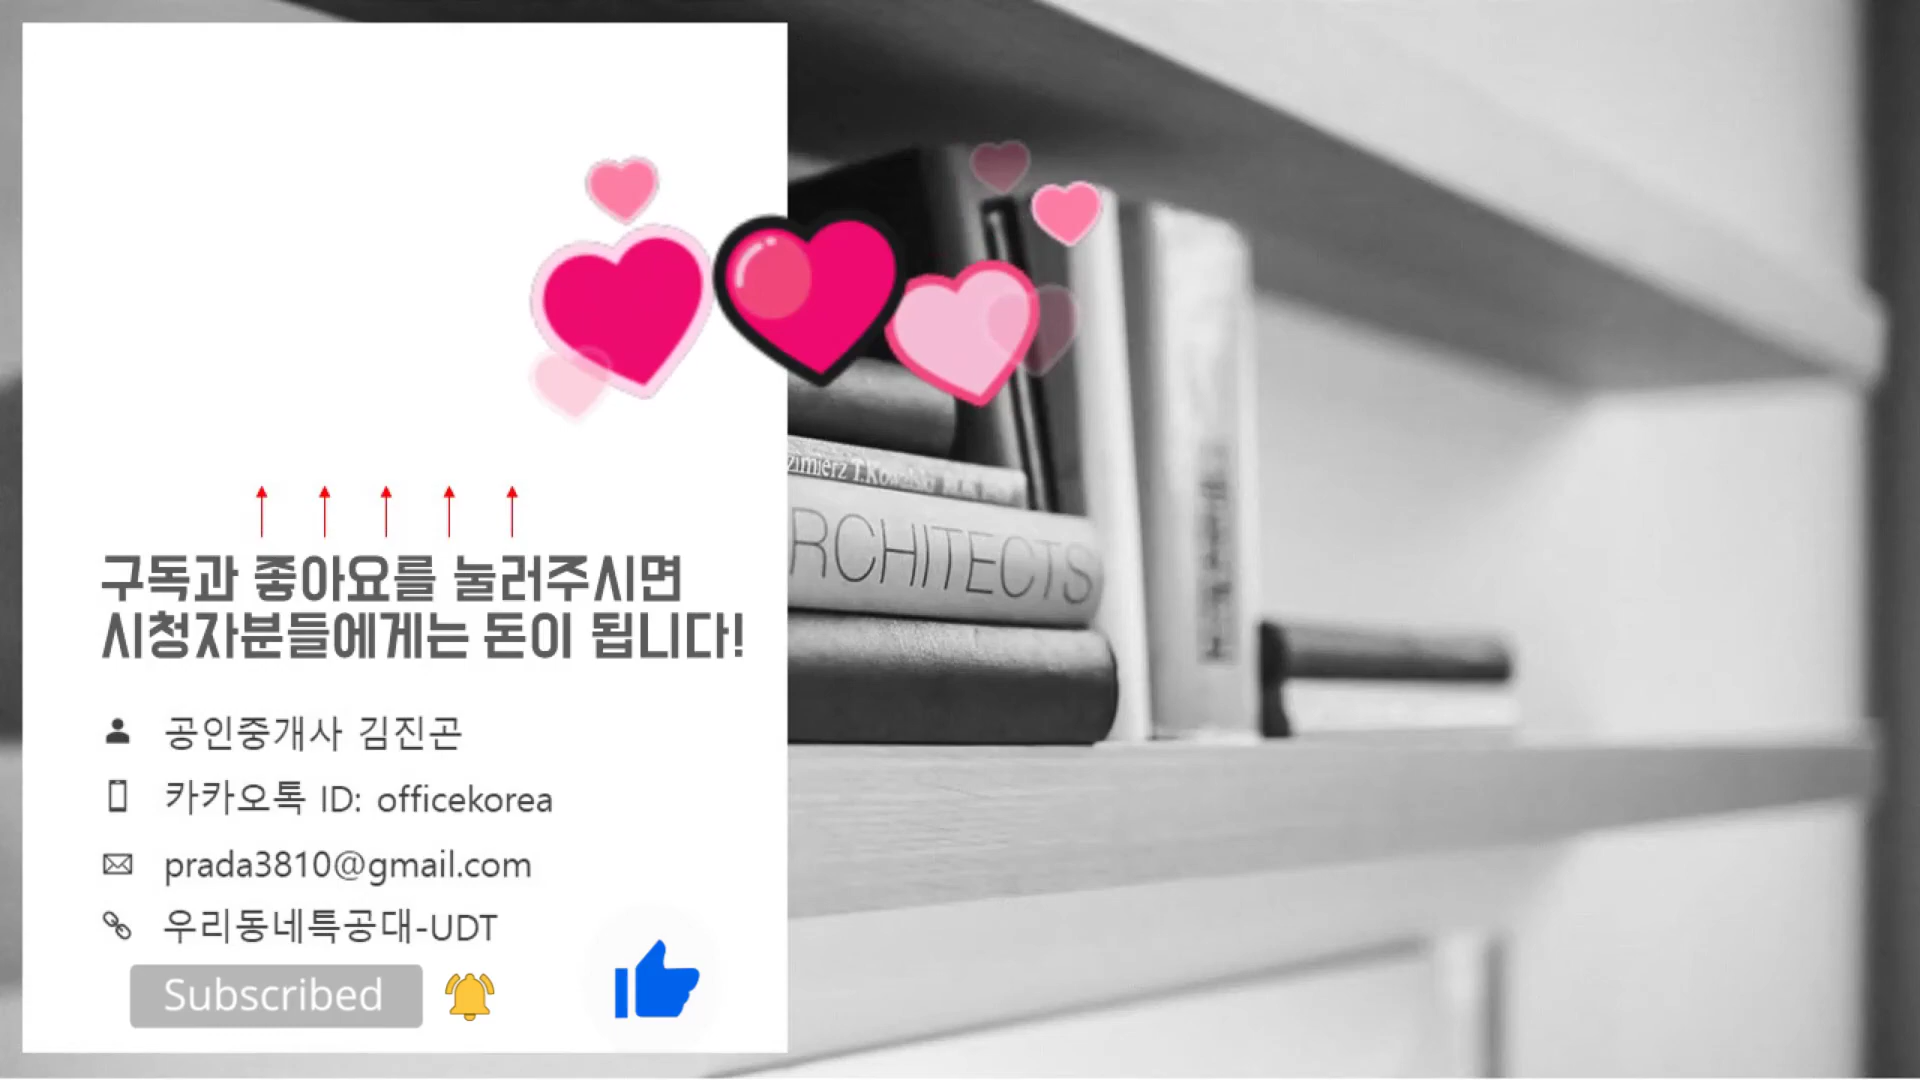 구독과 좋아요를 눌러주시면
시청자분들에게는 돈이 됩니다!
공인중개사 김진곤
카카오톡 ID: officekorea
prada3810@gmail.com
우리동네특공대-UDT
Subscribed
zimierz T.Kowalski
RCHITECTS